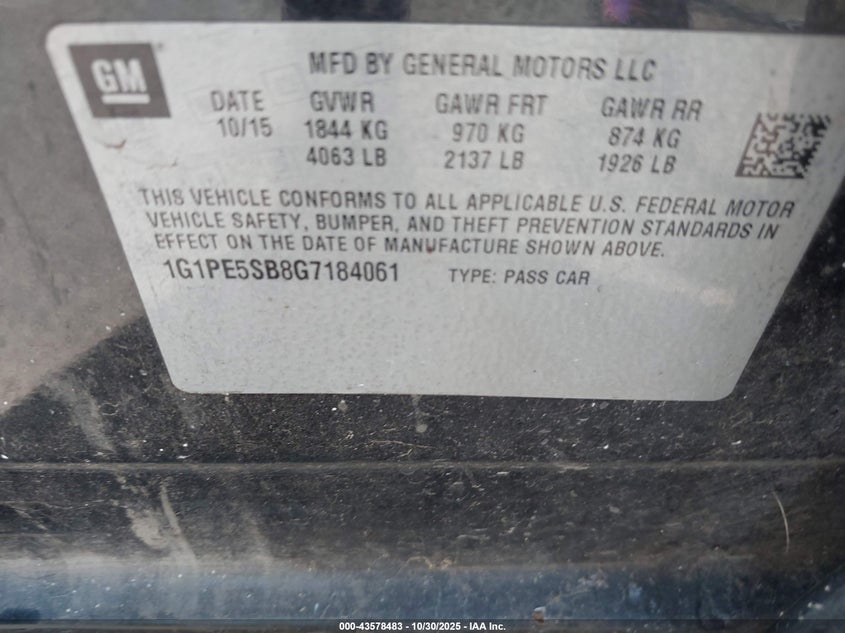 GM
MFD BY GENERAL MOTORS LLC
DATE GVWR GAWR FRT GAWR RR
10/15 1844 KG 970 KG 874 KG
4063 LB 2137 LB 1926 LB
THIS VEHICLE CONFORMS TO ALL APPLICABLE U.S. FEDERAL MOTOR
VEHICLE SAFETY, BUMPER, AND THEFT PREVENTION STANDARDS IN
EFFECT ON THE DATE OF MANUFACTURE SHOWN ABOVE.
1G1PE5SB8G7184061 TYPE: PASS CAR
000-43578483 - 10/30/2025 - IAA Inc.